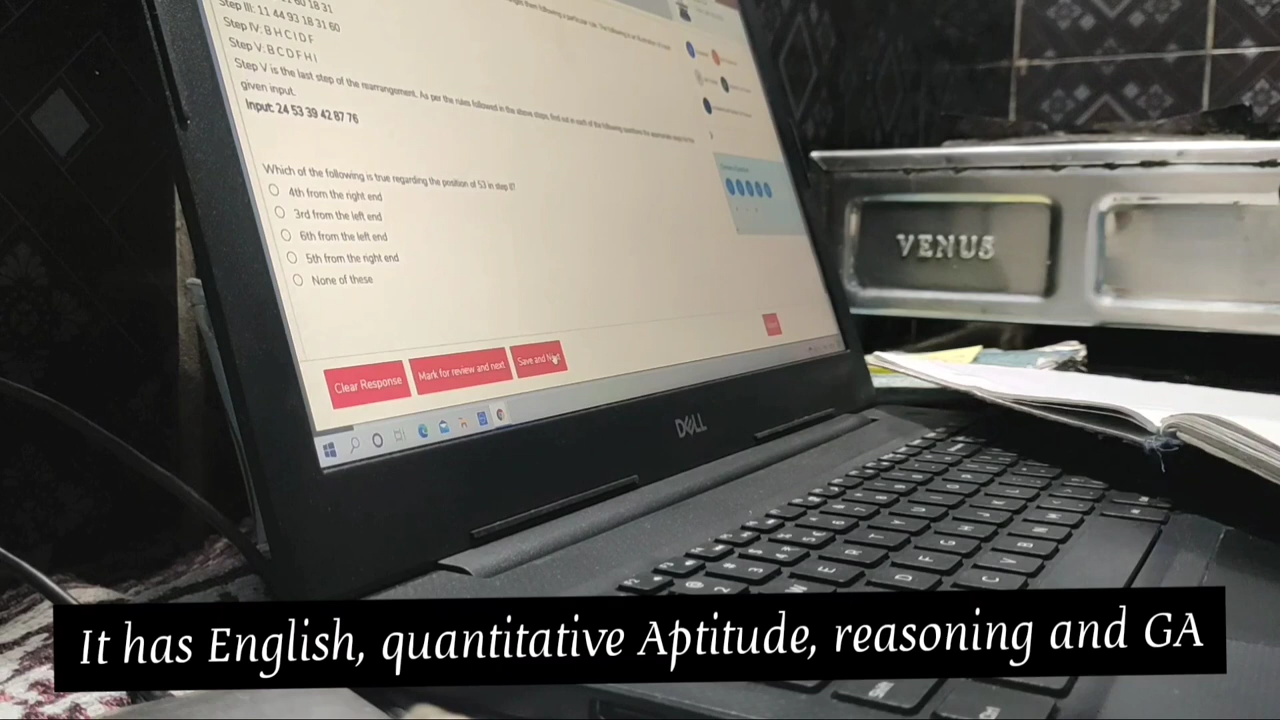 60 18 31
Step III: 11 44 93 18 31 60
Step IV: B H C I D F
Step V: B C D F H I
Step V is the last step of the rearrangement. As per the rules followed in the above steps, find out in each of the following questions the appropriate steps for the
given input.
Input: 24 53 39 42 87 76
Which of the following is true regarding the position of 53 in step II?
4th from the right end
3rd from the left end
6th from the left end
5th from the right end
None of these
Clear Response
Mark for review and next
Save and Next
DELL
VENUS
It has English, quantitative Aptitude, reasoning and GA